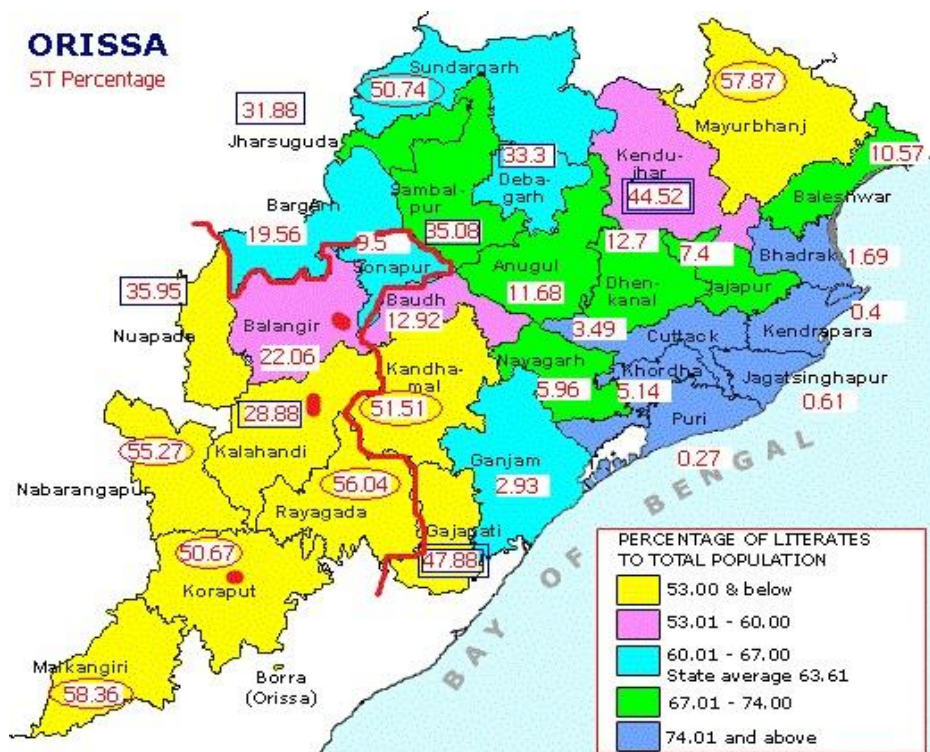 ORISSA
ST Percentage
Sundargarh
50.74
57.87
Mayurbhanj
31.88
Jharsuguda
33.3
Deba-
garh
Kendu-
jhar
44.52
10.57
Baleshwar
Sambal-
pur
35.08
Bargarh
19.56
9.5
Sonapur
12.7
7.4
Bhadrak
1.69
Anugul
11.68
Dhen-
kanal
Jajapur
35.95
Nuapada
Balangir
22.06
Baudh
12.92
3.49
Cuttack
Kendrapara
0.4
Kandha-
mal
51.51
Nayagarh
5.96
Khordha
5.14
Jagatsinghapur
0.61
Puri
0.27
28.88
Kalahandi
55.27
Nabarangapur
Ganjam
2.93
56.04
Rayagada
Gajapati
47.88
50.67
Koraput
Malkangiri
58.36
Borra
(Orissa)
BAY OF BENGAL
PERCENTAGE OF LITERATES
TO TOTAL POPULATION
53.00 & below
53.01 - 60.00
60.01 - 67.00
State average 63.61
67.01 - 74.00
74.01 and above